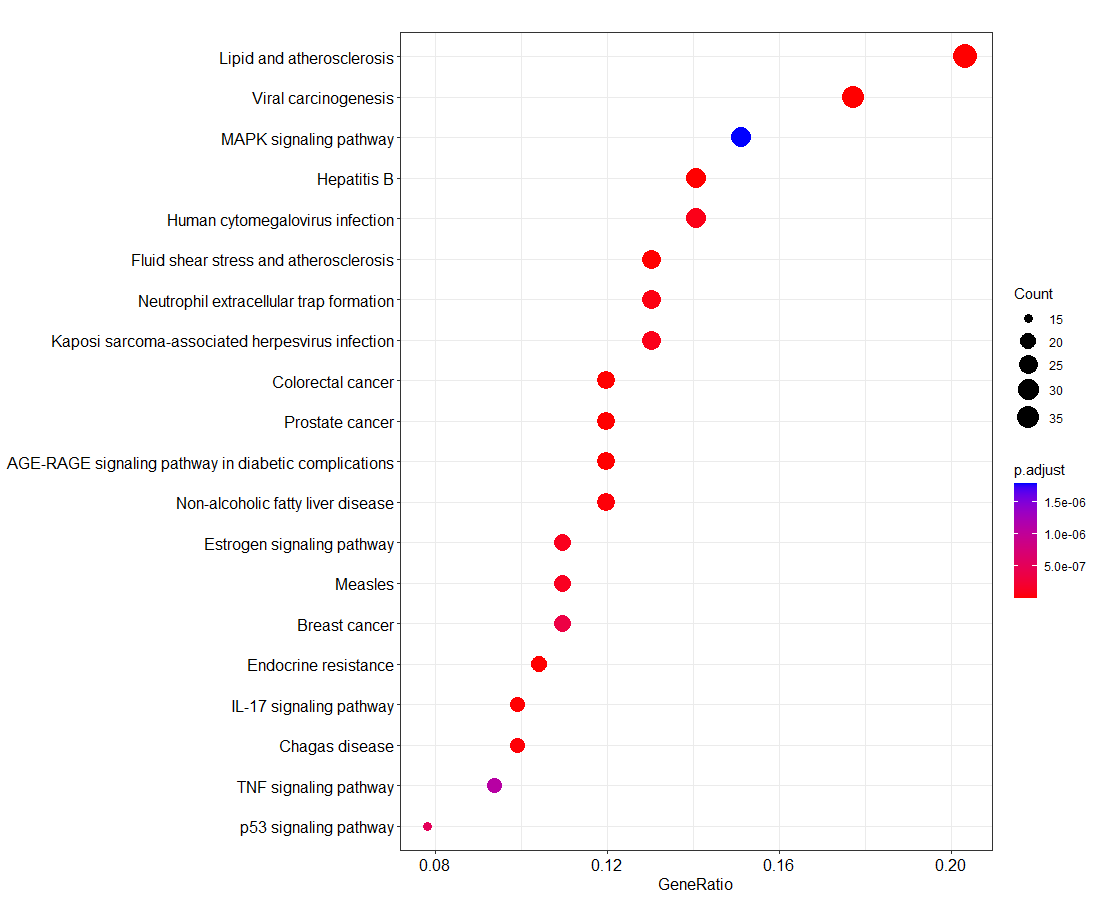 Lipid and atherosclerosis
Viral carcinogenesis
MAPK signaling pathway
Hepatitis B
Human cytomegalovirus infection
Fluid shear stress and atherosclerosis
Neutrophil extracellular trap formation
Kaposi sarcoma-associated herpesvirus infection
Colorectal cancer
Prostate cancer
AGE-RAGE signaling pathway in diabetic complications
Non-alcoholic fatty liver disease
Estrogen signaling pathway
Measles
Breast cancer
Endocrine resistance
IL-17 signaling pathway
Chagas disease
TNF signaling pathway
p53 signaling pathway
0.08 0.12 0.16 0.20
GeneRatio
Count
15
20
25
30
35
p.adjust
1.5e-06
1.0e-06
5.0e-07